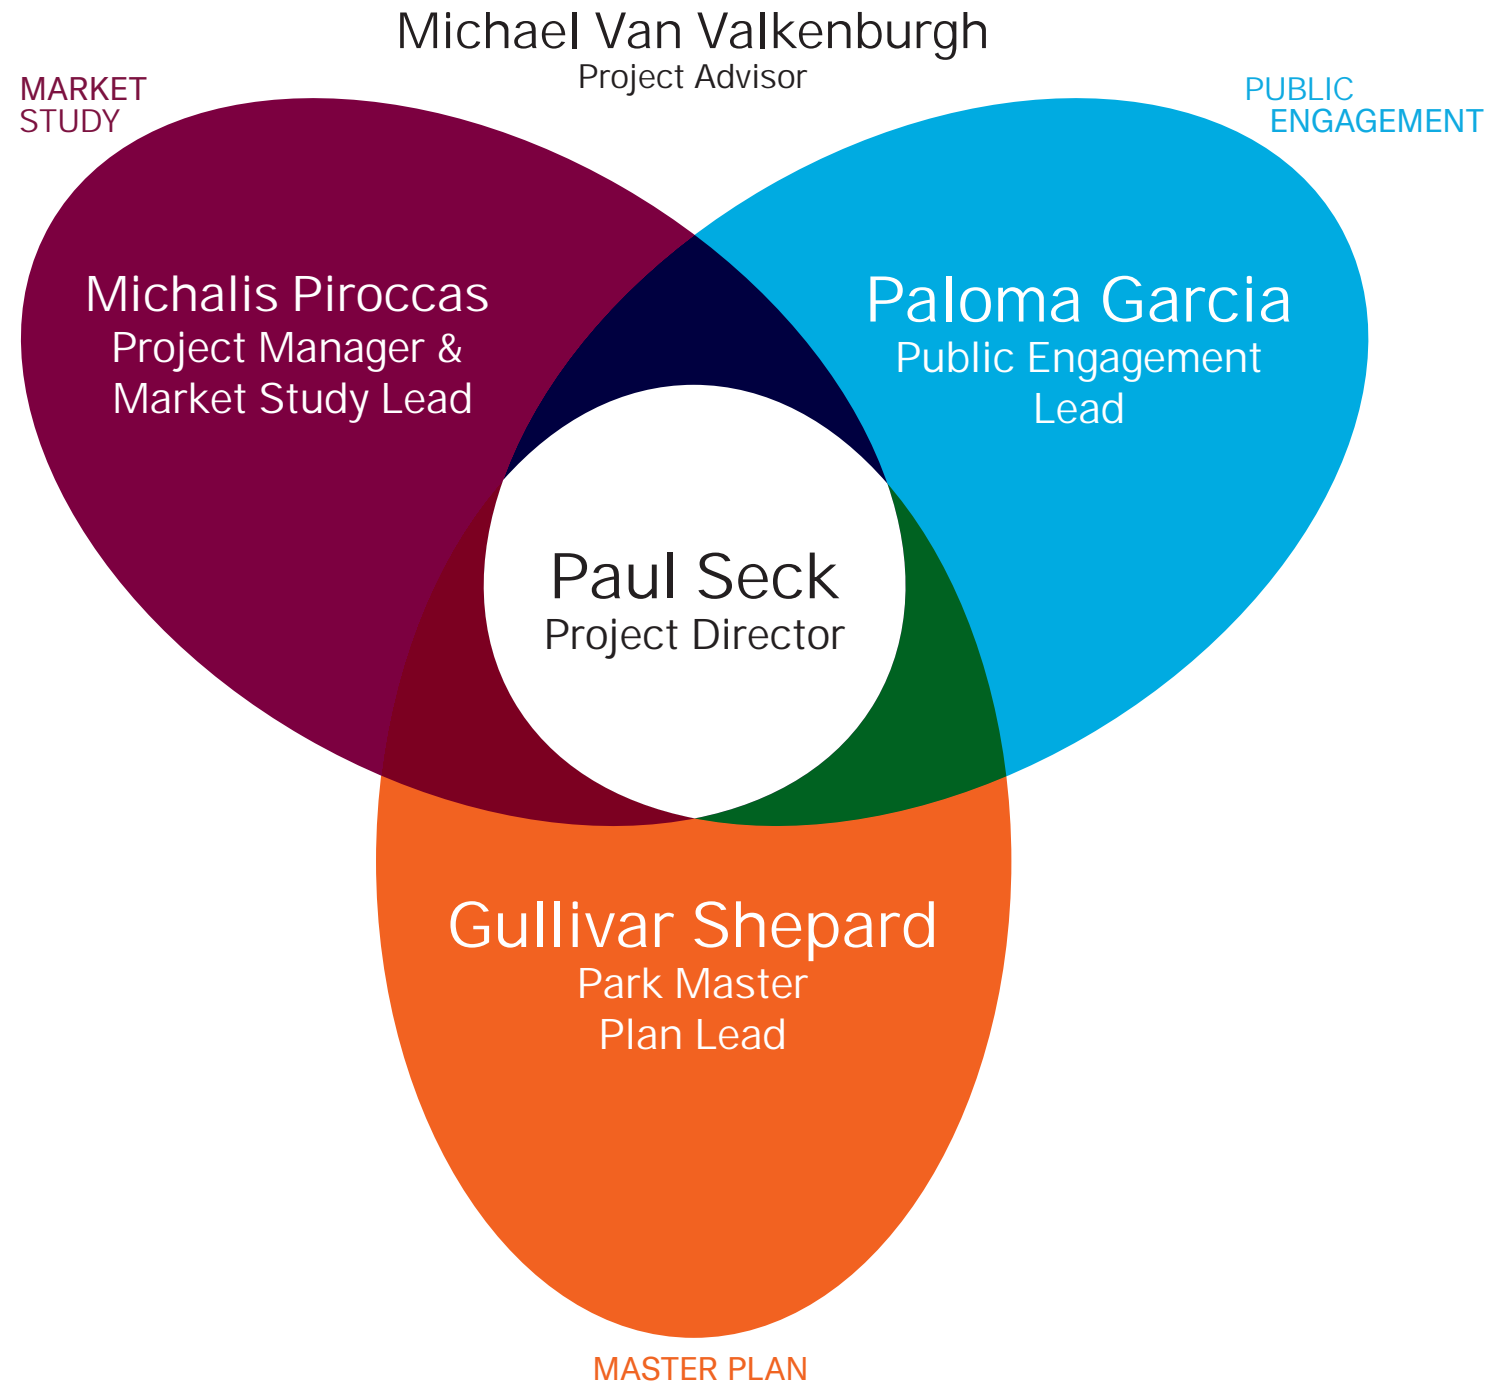 Michael Van Valkenburgh
Project Advisor
MARKET
STUDY
PUBLIC
ENGAGEMENT
Michalis Piroccas
Project Manager &
Market Study Lead
Paloma Garcia
Public Engagement
Lead
Paul Seck
Project Director
Gullivar Shepard
Park Master
Plan Lead
MASTER PLAN